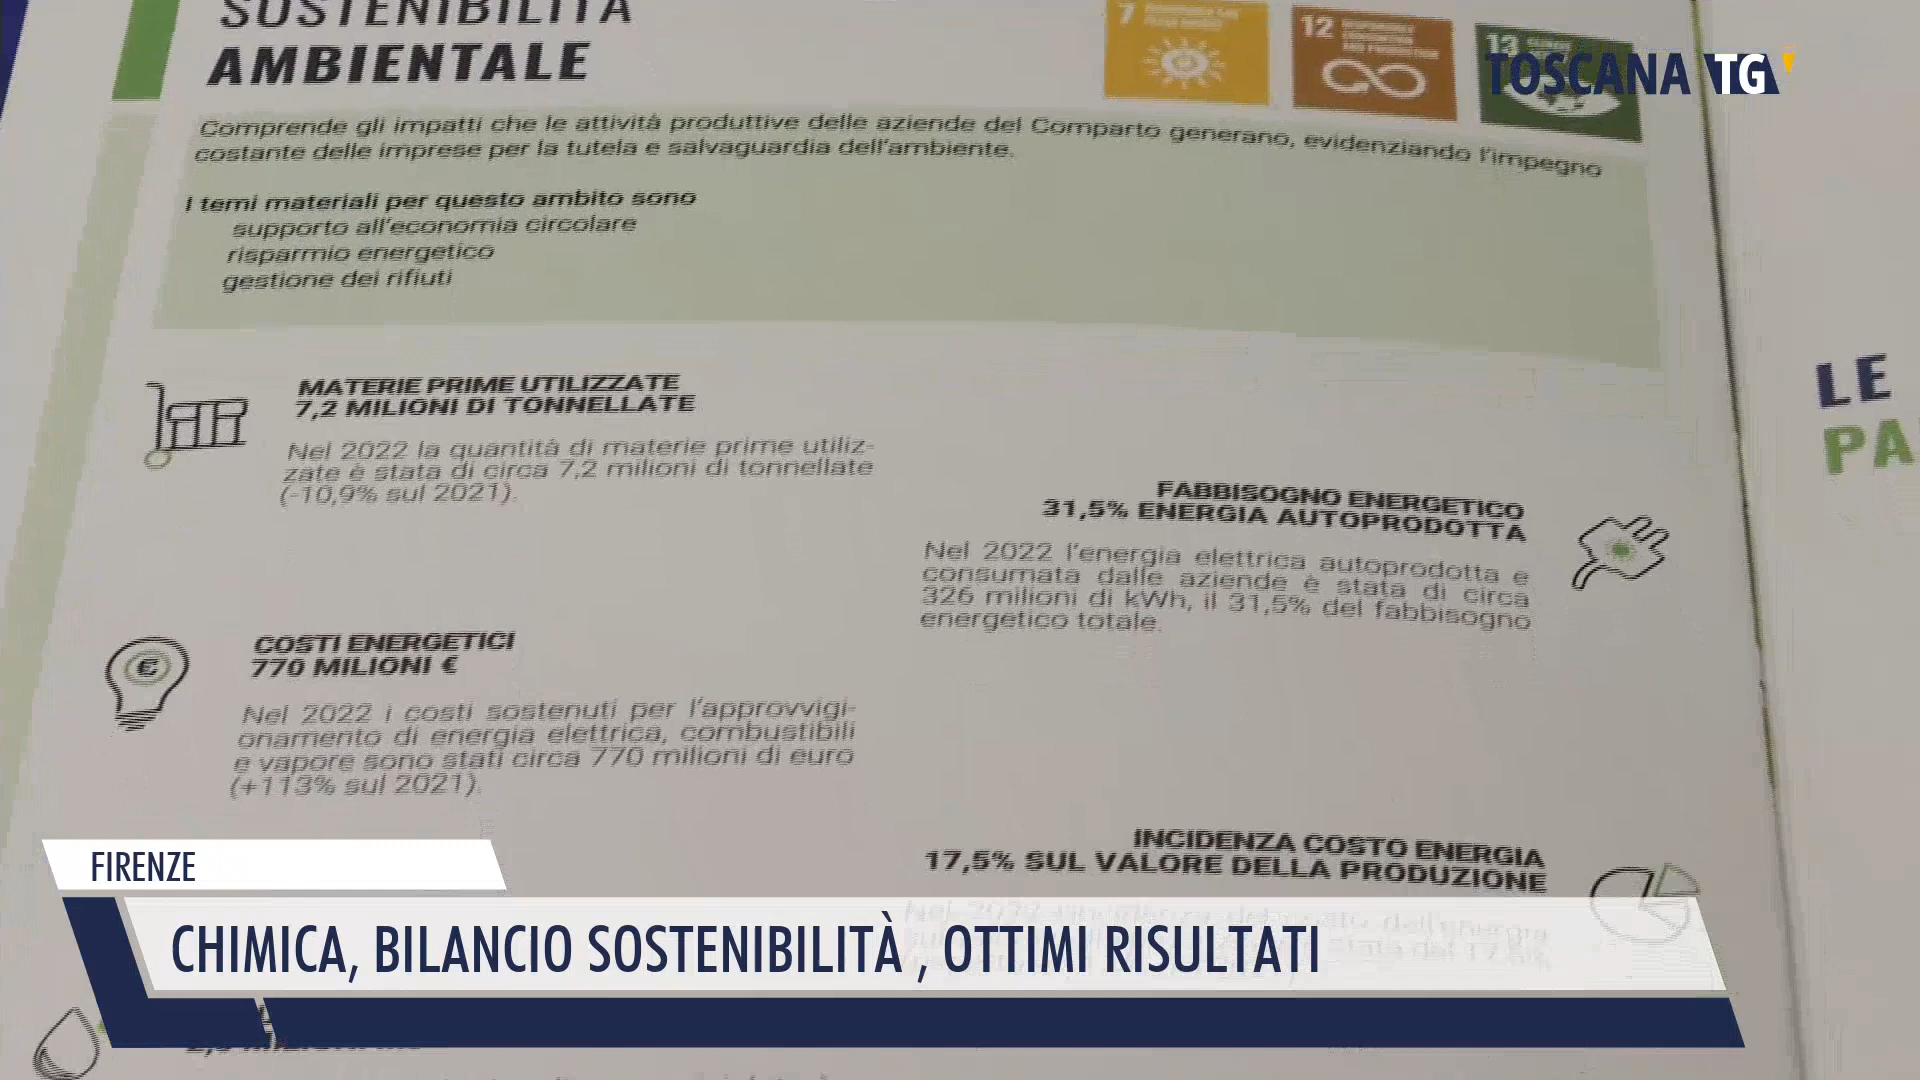 SOSTENIBILITÀ
AMBIENTALE
7
12
13
TOSCANA TG
Comprende gli impatti che le attività produttive delle aziende del Comparto generano, evidenziando l'impegno
costante delle imprese per la tutela e salvaguardia dell'ambiente.
I temi materiali per questo ambito sono
supporto all'economia circolare
risparmio energetico
gestione dei rifiuti
MATERIE PRIME UTILIZZATE
7,2 MILIONI DI TONNELLATE
Nel 2022 la quantità di materie prime utiliz-
zate è stata di circa 7,2 milioni di tonnellate
(-10,9% sul 2021).
FABBISOGNO ENERGETICO
31,5% ENERGIA AUTOPRODOTTA
Nel 2022 l'energia elettrica autoprodotta e
consumata dalle aziende è stata di circa
326 milioni di kWh, il 31,5% del fabbisogno
energetico totale.
COSTI ENERGETICI
770 MILIONI €
€
Nel 2022 i costi sostenuti per l'approvvigi-
onamento di energia elettrica, combustibili
e vapore sono stati circa 770 milioni di euro
(+113% sul 2021).
INCIDENZA COSTO ENERGIA
17,5% SUL VALORE DELLA PRODUZIONE
LE
PA
FIRENZE
CHIMICA, BILANCIO SOSTENIBILITÀ , OTTIMI RISULTATI